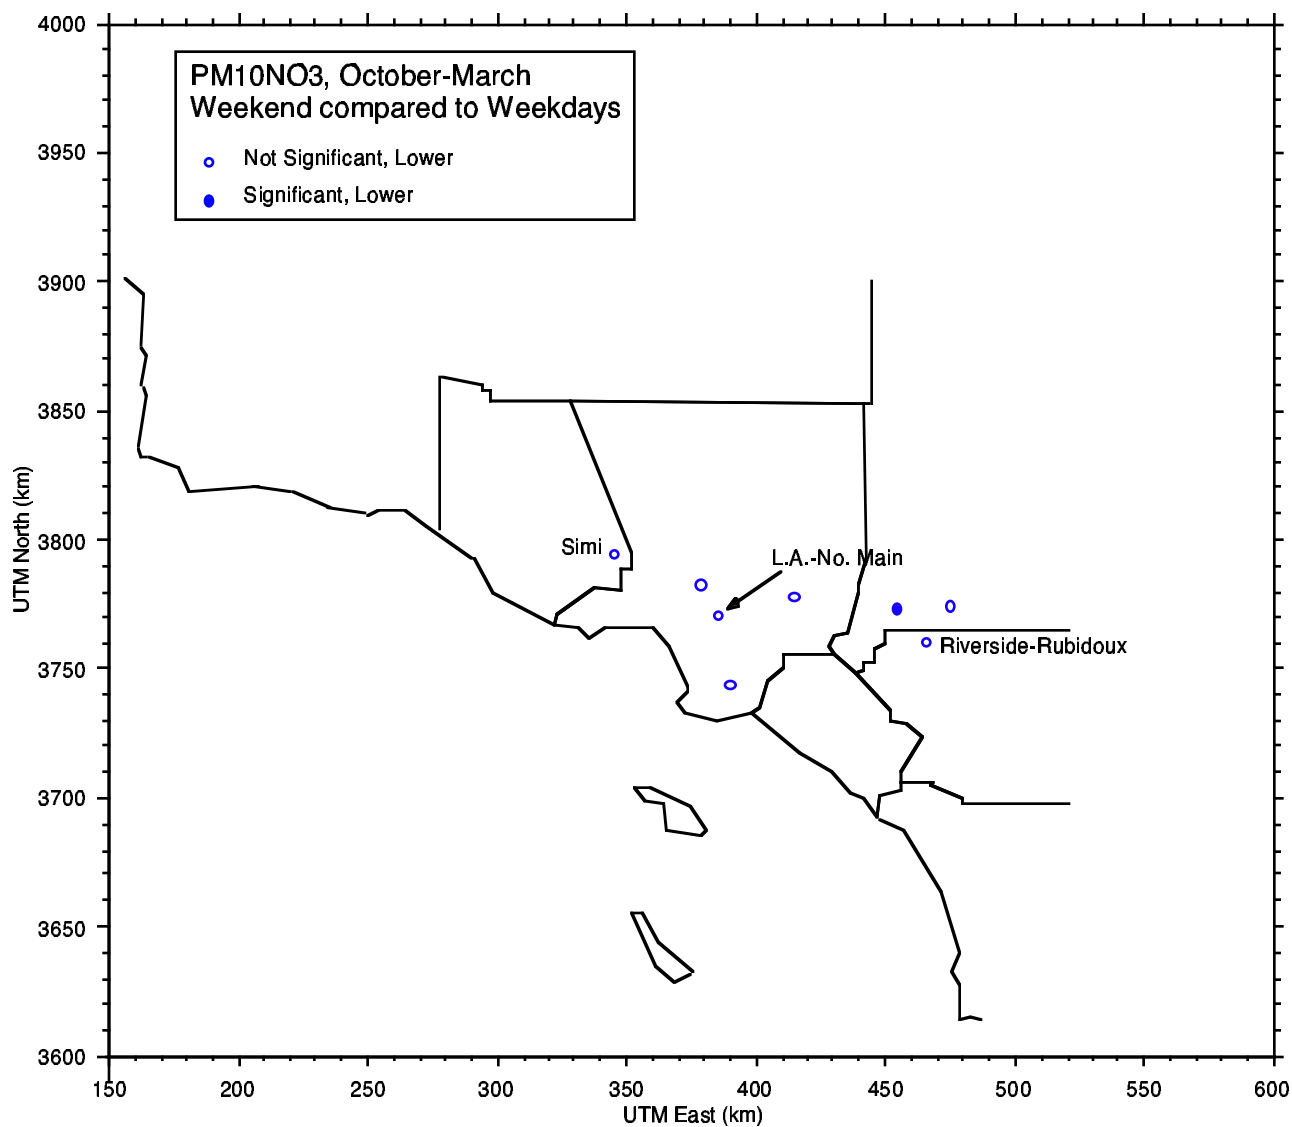 4000
3950
3900
3850
3800
3750
3700
3650
3600
UTM North (km)
PM10NO3, October-March
Weekend compared to Weekdays
Not Significant, Lower
Significant, Lower
Simi
L.A.-No. Main
Riverside-Rubidoux
150 200 250 300 350 400 450 500 550 600
UTM East (km)